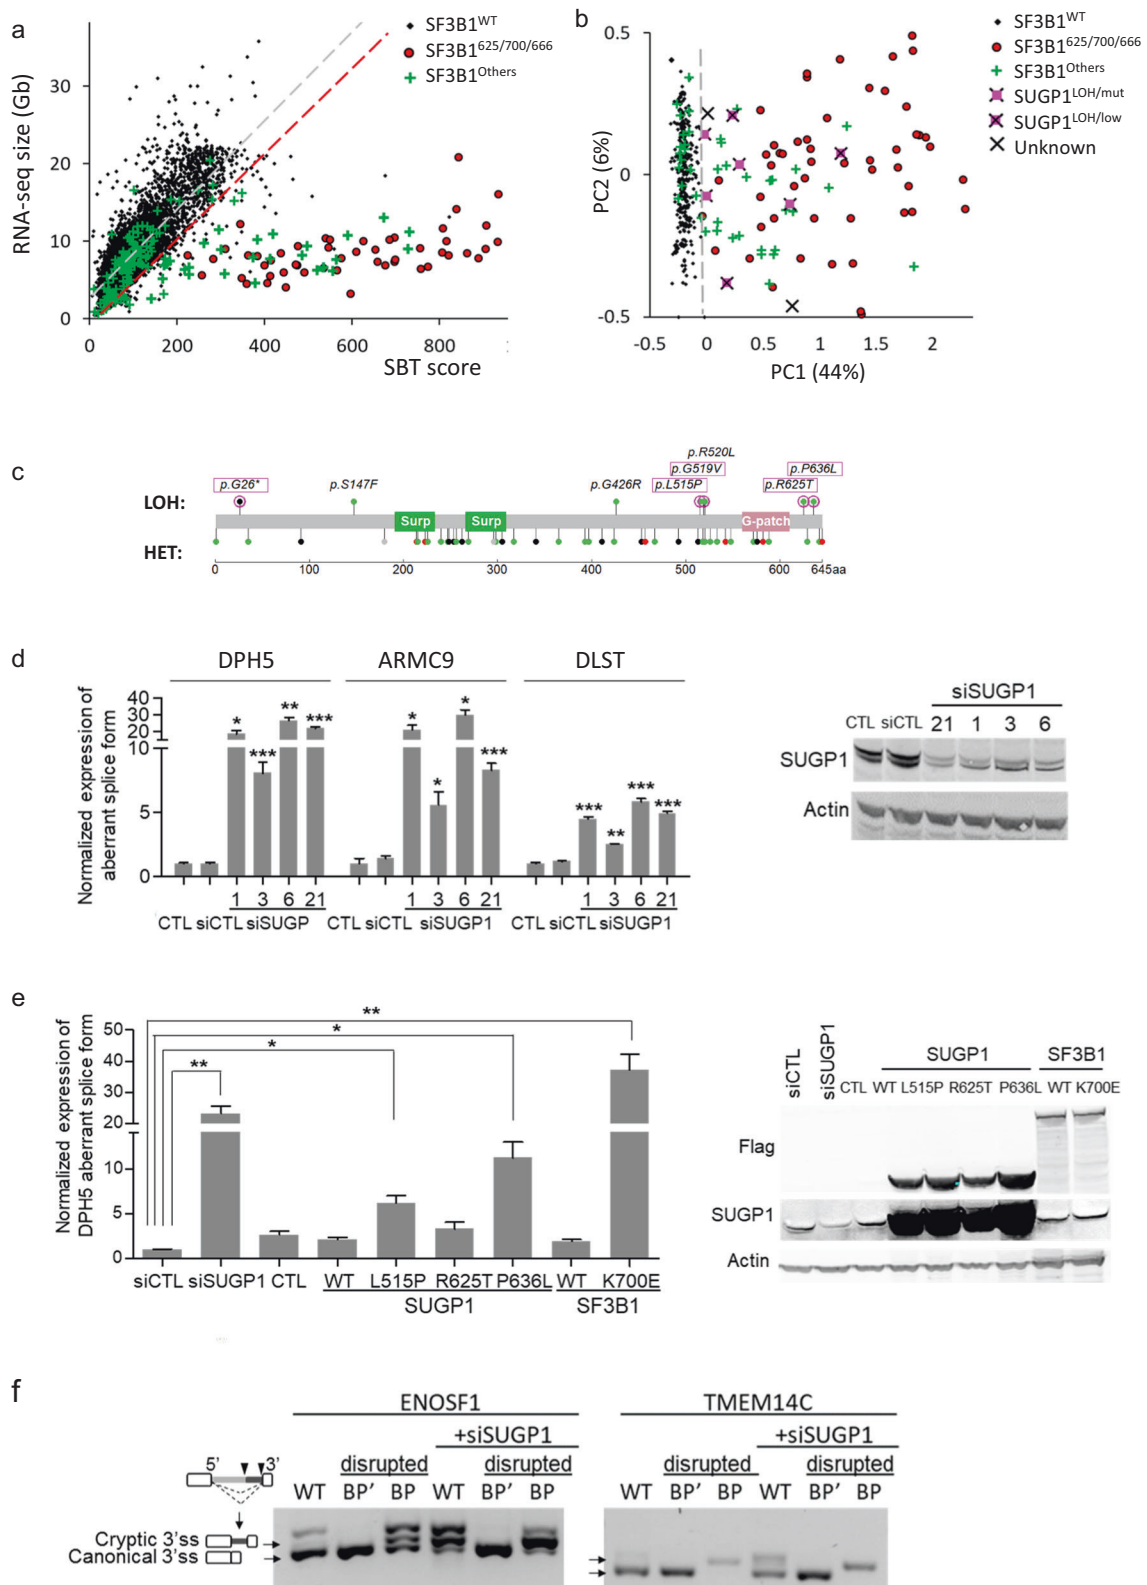 a
SF3B1WT
SF3B1625/700/666
SF3B1Others
RNA-seq size (Gb)
30
20
10
0
0 200 400 600 800
SBT score
b
SF3B1WT
SF3B1625/700/666
SF3B1Others
SUGP1LOH/mut
SUGP1LOH/low
Unknown
PC2 (6%)
0.5
0
-0.5
-0.5 0 0.5 1 1.5 2
PC1 (44%)
c
p.R520L
p.G519V p.P636L
p.G26* p.S147F p.G426R p.L515P p.R625T
LOH:
Surp Surp G-patch
HET:
0 100 200 300 400 500 600 645aa
d
DPH5 ARMC9 DLST
Normalized expression of
aberrant splice form
40
30
20
10
5
0
* *** ** ***
* * * ***
*** ** *** ***
1 3 6 21 1 3 6 21 1 3 6 21
CTL siCTL siSUGP CTL siCTL siSUGP1 CTL siCTL siSUGP1
siSUGP1
CTL siCTL 21 1 3 6
SUGP1
Actin
e
Normalized expression of
DPH5 aberrant splice form
50
40
30
20
10
5
0
**
*
*
**
siCTL siSUGP1 CTL WT L515P R625T P636L WT K700E
SUGP1 SF3B1
siCTL siSUGP1 CTL
SUGP1 SF3B1
WT L515P R625T P636L WT K700E
Flag
SUGP1
Actin
f
ENOSF1 TMEM14C
+siSUGP1 +siSUGP1
disrupted disrupted disrupted disrupted
WT BP' BP WT BP' BP WT BP' BP WT BP' BP
5' 3'
Cryptic 3'ss
Canonical 3'ss